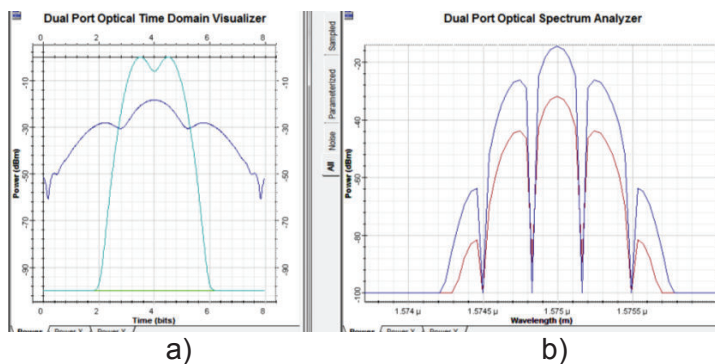 Dual Port Optical Time Domain Visualizer
0 2 4 6 8
Power (dBm)
-10
-30
-50
-70
-90
-10
-30
-50
-70
-90
0 2 4 6 8
Time (bits)
Sampled
Parameterized
Noise
All
Dual Port Optical Spectrum Analyzer
Power (dBm)
-20
-40
-60
-80
-100
1.574 µ 1.5745 µ 1.575 µ 1.5755 µ
Wavelength (m)
a) b)